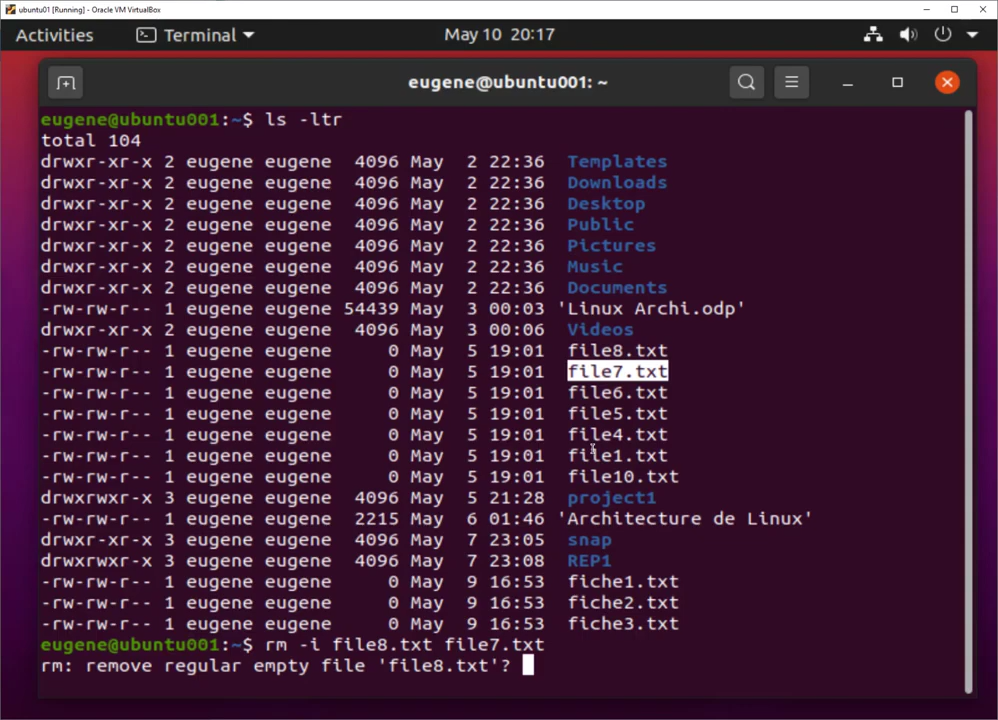 ubuntu01 [Running] - Oracle VM VirtualBox
Activities Terminal May 10 20:17
eugene@ubuntu001: ~
eugene@ubuntu001:~$ ls -ltr
total 104
drwxr-xr-x 2 eugene eugene 4096 May 2 22:36 Templates
drwxr-xr-x 2 eugene eugene 4096 May 2 22:36 Downloads
drwxr-xr-x 2 eugene eugene 4096 May 2 22:36 Desktop
drwxr-xr-x 2 eugene eugene 4096 May 2 22:36 Public
drwxr-xr-x 2 eugene eugene 4096 May 2 22:36 Pictures
drwxr-xr-x 2 eugene eugene 4096 May 2 22:36 Music
drwxr-xr-x 2 eugene eugene 4096 May 2 22:36 Documents
-rw-rw-r-- 1 eugene eugene 54439 May 3 00:03 'Linux Archi.odp'
drwxr-xr-x 2 eugene eugene 4096 May 3 00:06 Videos
-rw-rw-r-- 1 eugene eugene 0 May 5 19:01 file8.txt
-rw-rw-r-- 1 eugene eugene 0 May 5 19:01 file7.txt
-rw-rw-r-- 1 eugene eugene 0 May 5 19:01 file6.txt
-rw-rw-r-- 1 eugene eugene 0 May 5 19:01 file5.txt
-rw-rw-r-- 1 eugene eugene 0 May 5 19:01 file4.txt
-rw-rw-r-- 1 eugene eugene 0 May 5 19:01 file1.txt
-rw-rw-r-- 1 eugene eugene 0 May 5 19:01 file10.txt
drwxrwxr-x 3 eugene eugene 4096 May 5 21:28 project1
-rw-rw-r-- 1 eugene eugene 2215 May 6 01:46 'Architecture de Linux'
drwxr-xr-x 3 eugene eugene 4096 May 7 23:05 snap
drwxrwxr-x 3 eugene eugene 4096 May 7 23:08 REP1
-rw-rw-r-- 1 eugene eugene 0 May 9 16:53 fiche1.txt
-rw-rw-r-- 1 eugene eugene 0 May 9 16:53 fiche2.txt
-rw-rw-r-- 1 eugene eugene 0 May 9 16:53 fiche3.txt
eugene@ubuntu001:~$ rm -i file8.txt file7.txt
rm: remove regular empty file 'file8.txt'?